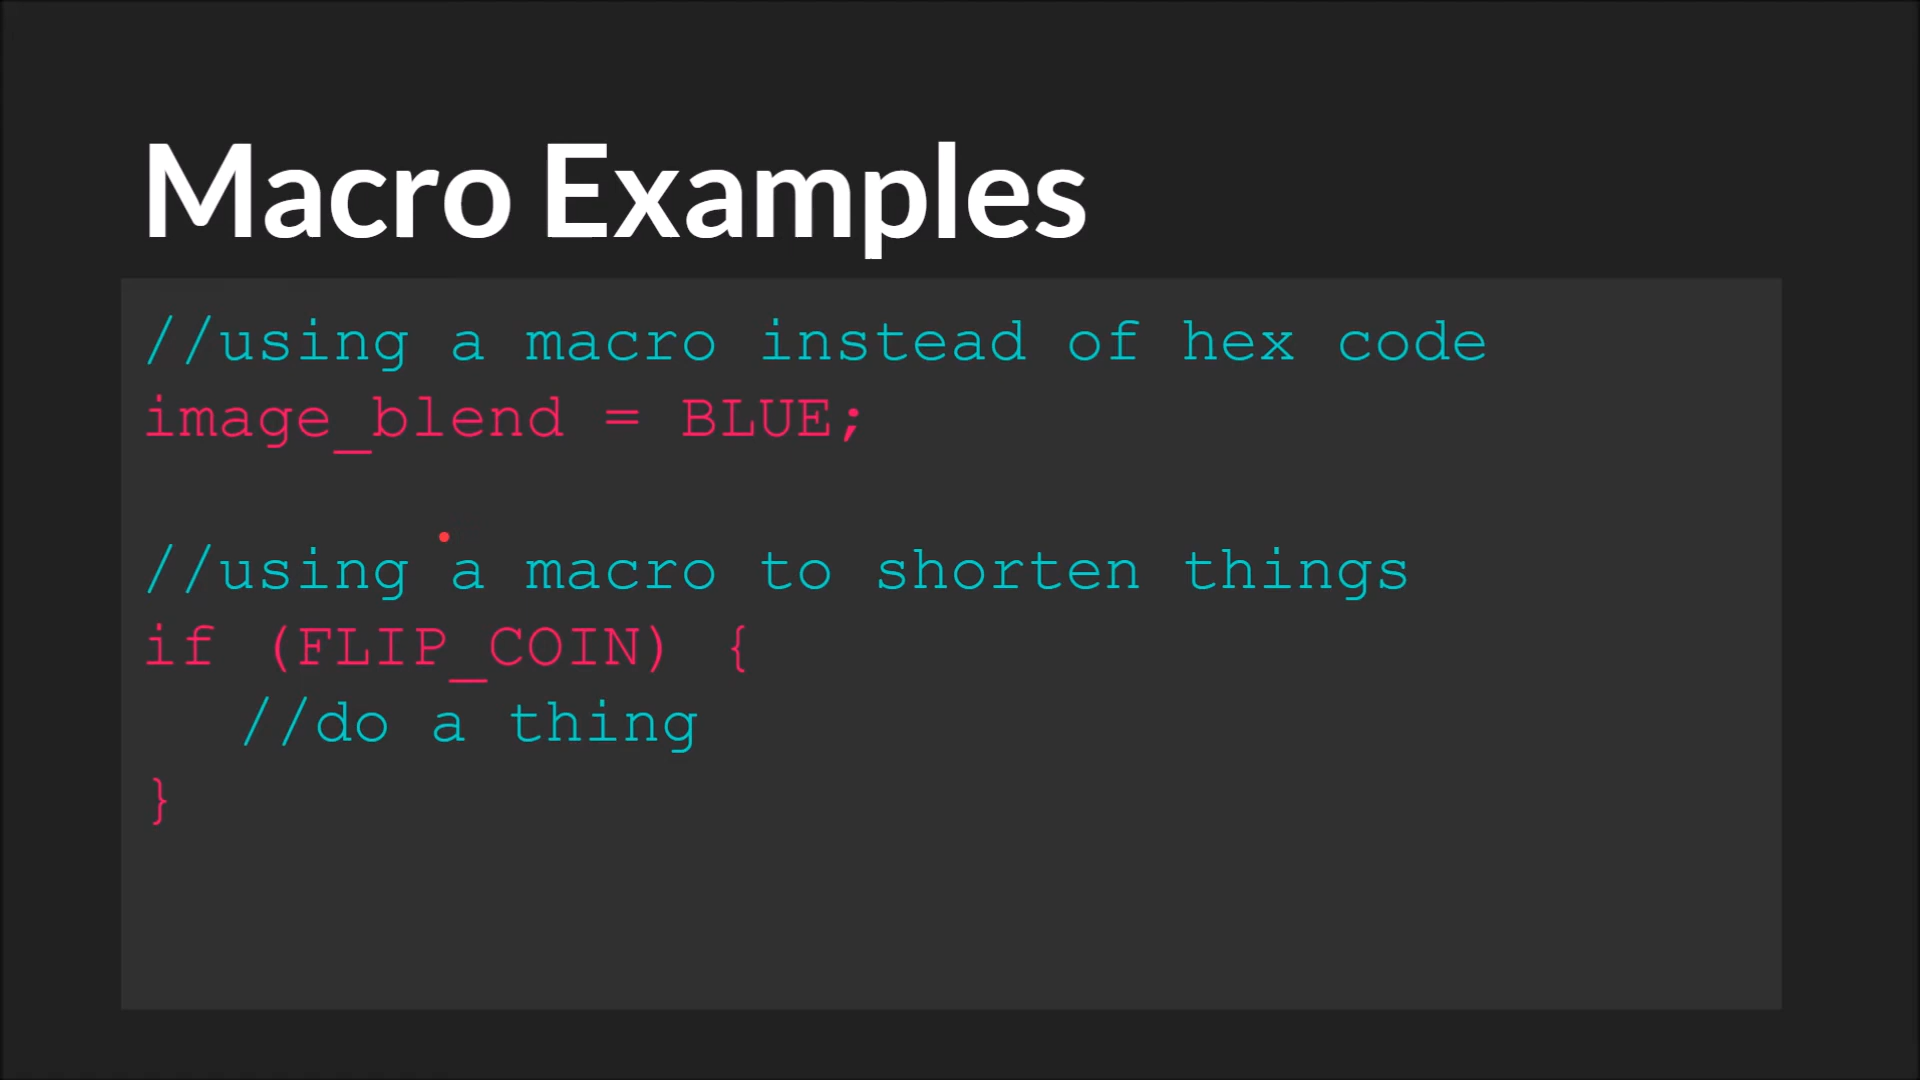 Macro Examples
//using a macro instead of hex code
image_blend = BLUE;
//using a macro to shorten things
if (FLIP_COIN) {
//do a thing
}